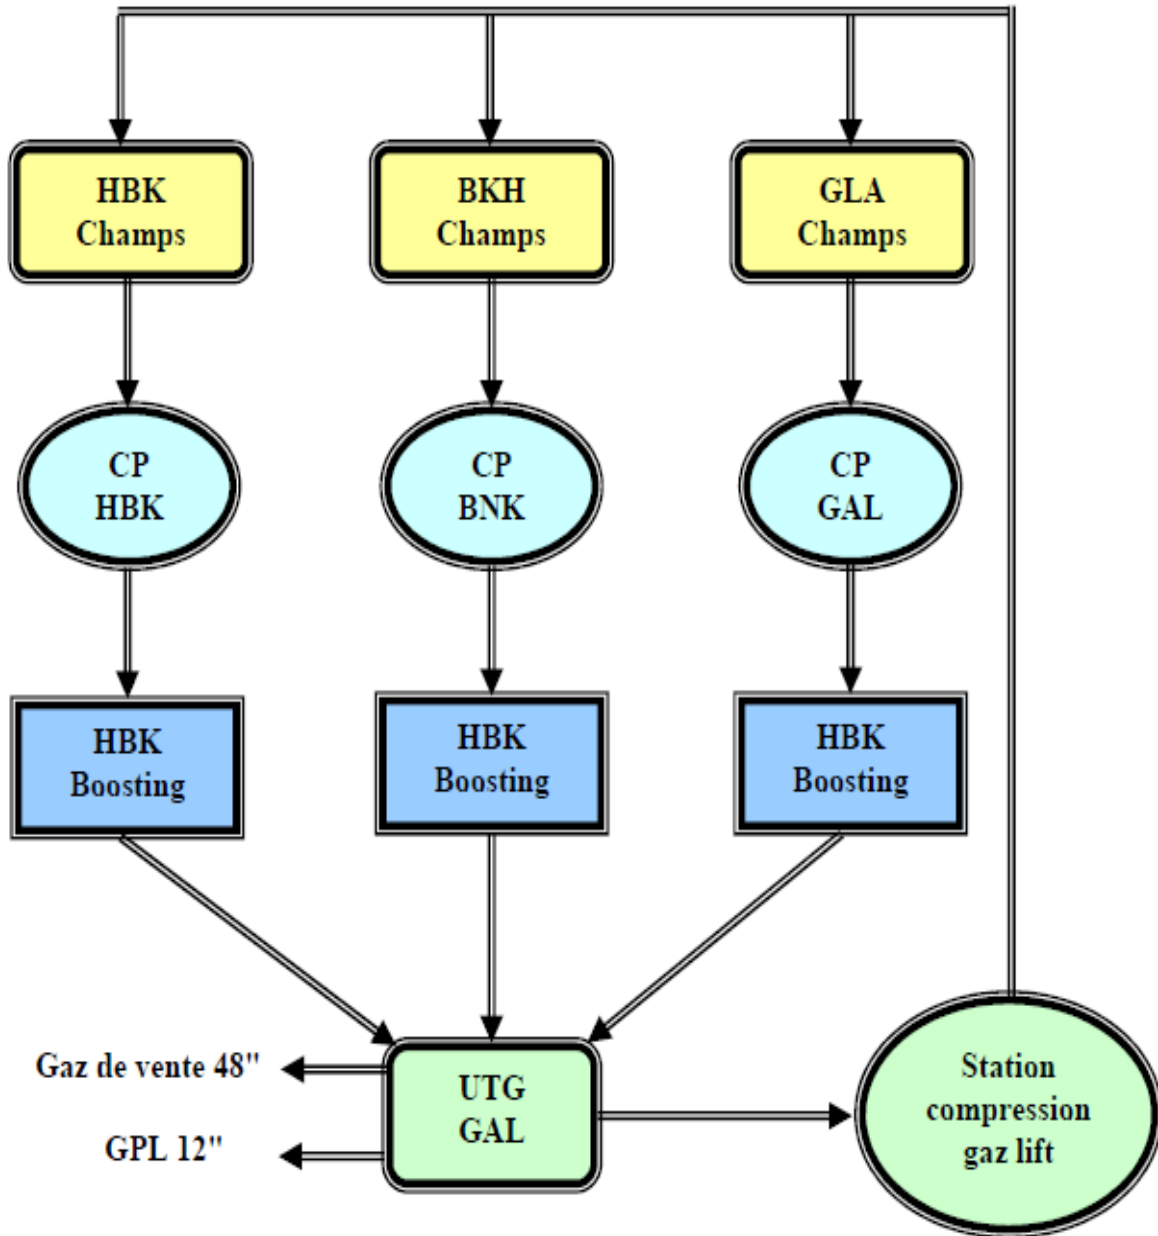 HBK
Champs
BKH
Champs
GLA
Champs
CP
HBK
CP
BNK
CP
GAL
HBK
Boosting
HBK
Boosting
HBK
Boosting
Gaz de vente 48"
GPL 12"
UTG
GAL
Station
compression
gaz lift